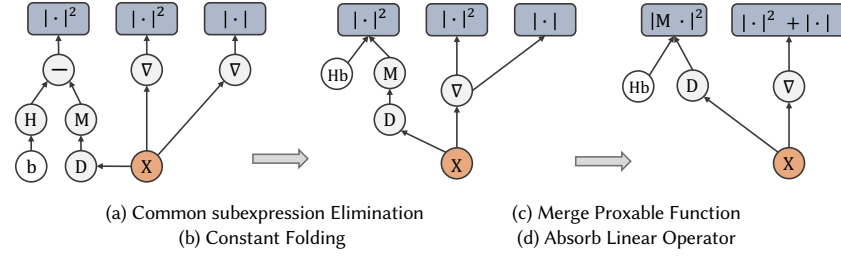 | · |² | · |² | · | | · |² | · |² | · | |M · |² | · |² + | · |
— ∇ ∇ Hb M ∇ Hb D ∇
H M D
b D X X X
(a) Common subexpression Elimination (c) Merge Proxable Function
(b) Constant Folding (d) Absorb Linear Operator